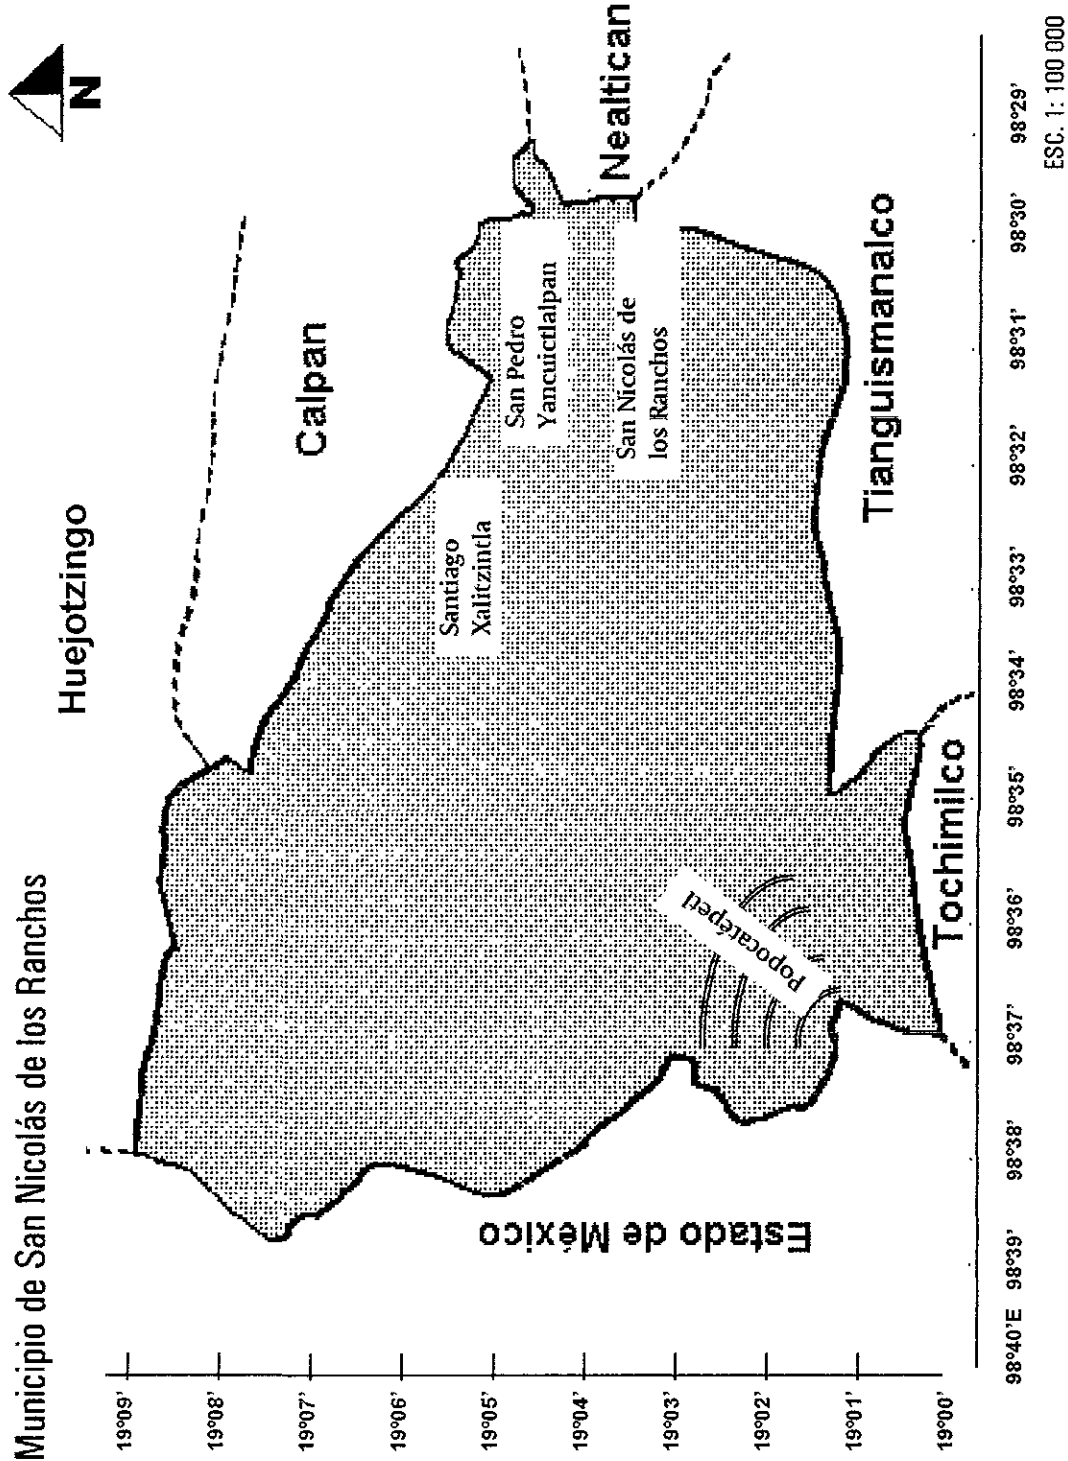 Municipio de San Nicolás de los Ranchos
N
Huejotzingo
Calpan
Nealtican
San Pedro
Yancuictlalpan
San Nicolás de
los Ranchos
Santiago
Xalitzintla
Popocatépetl
Tianguismanalco
Tochimilco
Estado de México
19°09'
19°08'
19°07'
19°06'
19°05'
19°04'
19°03'
19°02'
19°01'
19°00'
98°40'E 98°39' 98°38' 98°37' 98°36' 98°35' 98°34' 98°33' 98°32' 98°31' 98°30' 98°29'
ESC. 1: 100 000